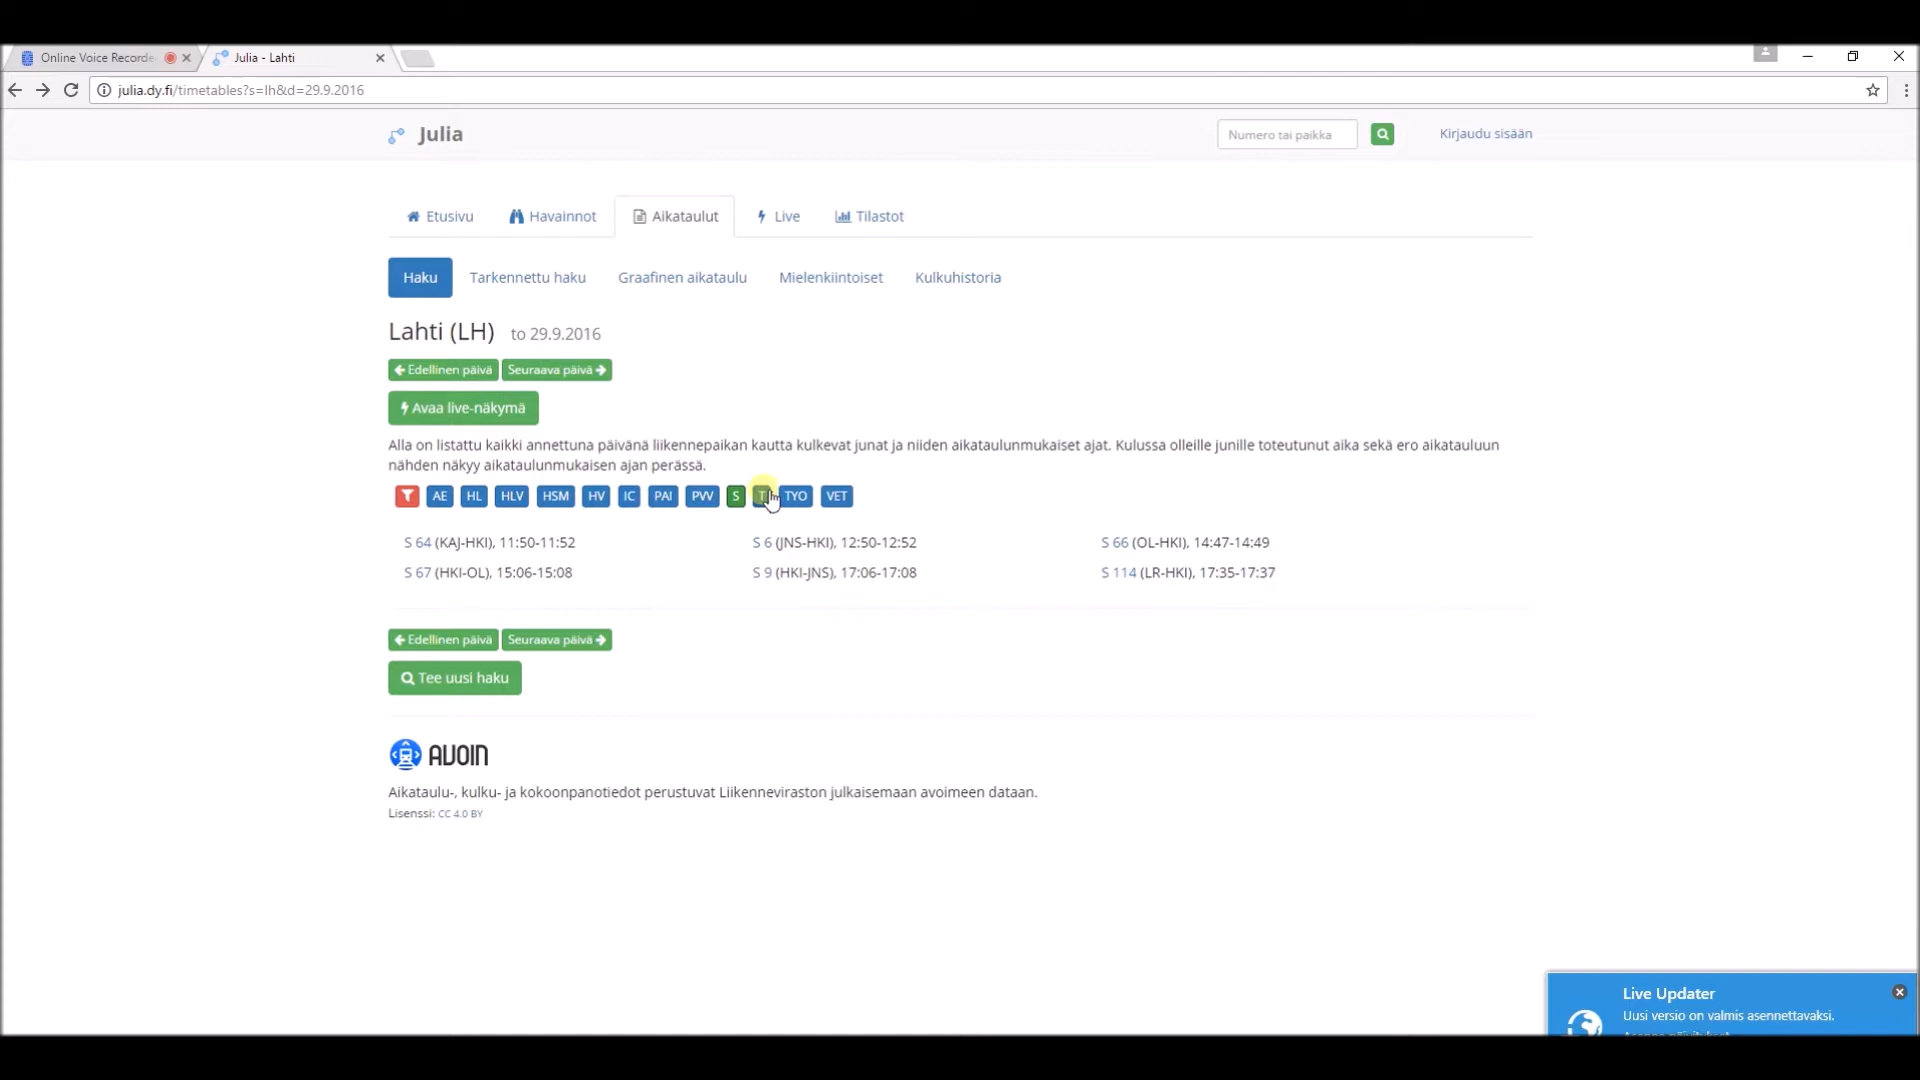 Online Voice Recorde
Julia - Lahti
julia.dy.fi/timetables?s=lh&d=29.9.2016
Julia
Numero tai paikka
Kirjaudu sisään
Etusivu
Havainnot
Aikataulut
Live
Tilastot
Haku
Tarkennettu haku
Graafinen aikataulu
Mielenkiintoiset
Kulkuhistoria
Lahti (LH) to 29.9.2016
Edellinen päivä
Seuraava päivä
Avaa live-näkymä
Alla on listattu kaikki annettuna päivänä liikennepaikan kautta kulkevat junat ja niiden aikataulunmukaiset ajat. Kulussa olleille junille toteutunut aika sekä ero aikatauluun
nähden näkyy aikataulunmukaisen ajan perässä.
AE HL HLV HSM HV IC PAI PVV S T TYO VET
S 64 (KAJ-HKI), 11:50-11:52
S 6 (JNS-HKI), 12:50-12:52
S 66 (OL-HKI), 14:47-14:49
S 67 (HKI-OL), 15:06-15:08
S 9 (HKI-JNS), 17:06-17:08
S 114 (LR-HKI), 17:35-17:37
Edellinen päivä
Seuraava päivä
Tee uusi haku
AVOIN
Aikataulu-, kulku- ja kokoonpanotiedot perustuvat Liikenneviraston julkaisemaan avoimeen dataan.
Lisenssi: CC 4.0 BY
Live Updater
Uusi versio on valmis asennettavaksi.